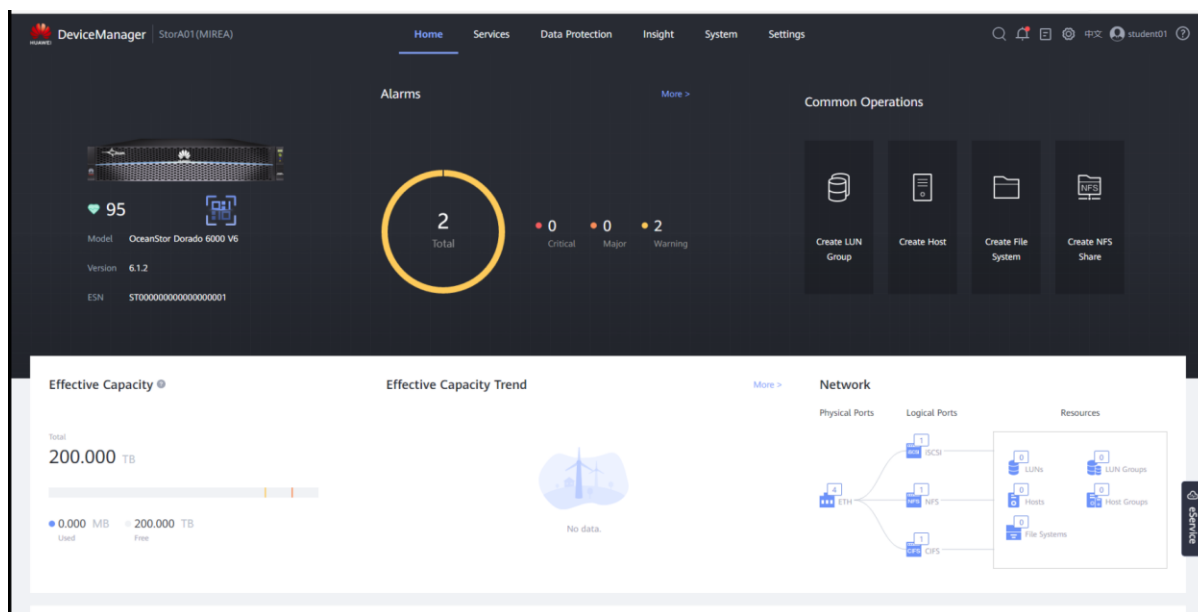 HUAWEI DeviceManager StorA01(MIREA)
Home Services Data Protection Insight System Settings
中文 student01
Alarms More >
2
Total
0 Critical
0 Major
2 Warning
Common Operations
Create LUN
Group
Create Host
Create File
System
NFS
Create NFS
Share
95
Model OceanStor Dorado 6000 V6
Version 6.1.2
ESN ST000000000000000001
Effective Capacity
Total
200.000 TB
0.000 MB
Used
200.000 TB
Free
Effective Capacity Trend More >
No data.
Network
Physical Ports Logical Ports Resources
4
ETH
1
iSCSI
1
NFS NFS
1
CIFS CIFS
0
LUNs
0
LUN Groups
0
Hosts
0
Host Groups
0
File Systems
eService